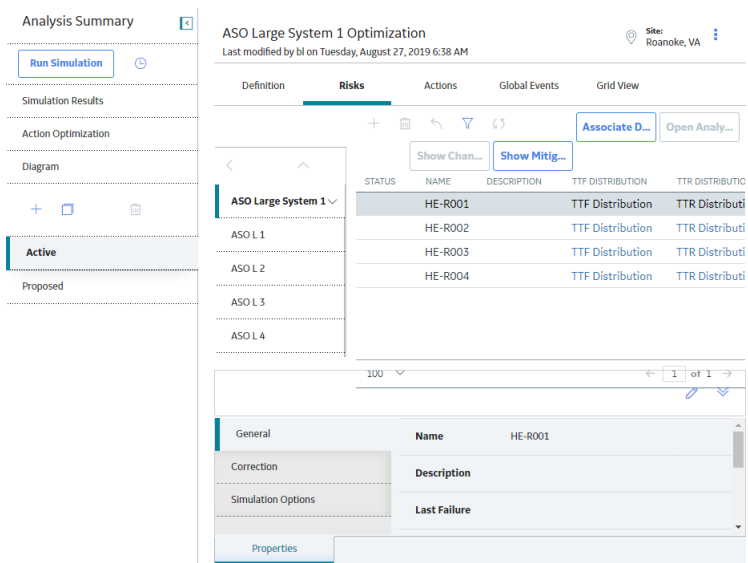 Analysis Summary
Run Simulation
Simulation Results
Action Optimization
Diagram
Active
Proposed
ASO Large System 1 Optimization
Last modified by bl on Tuesday, August 27, 2019 6:38 AM
Site:
Roanoke, VA
Definition Risks Actions Global Events Grid View
Associate D... Open Analy...
Show Chan... Show Mitig...
STATUS NAME DESCRIPTION TTF DISTRIBUTION TTR DISTRIBUTIO
ASO Large System 1
ASO L 1
ASO L 2
ASO L 3
ASO L 4
HE-R001 TTF Distribution TTR Distributi
HE-R002 TTF Distribution TTR Distributi
HE-R003 TTF Distribution TTR Distributi
HE-R004 TTF Distribution TTR Distributi
100 1 of 1
General
Correction
Simulation Options
Name HE-R001
Description
Last Failure
Properties